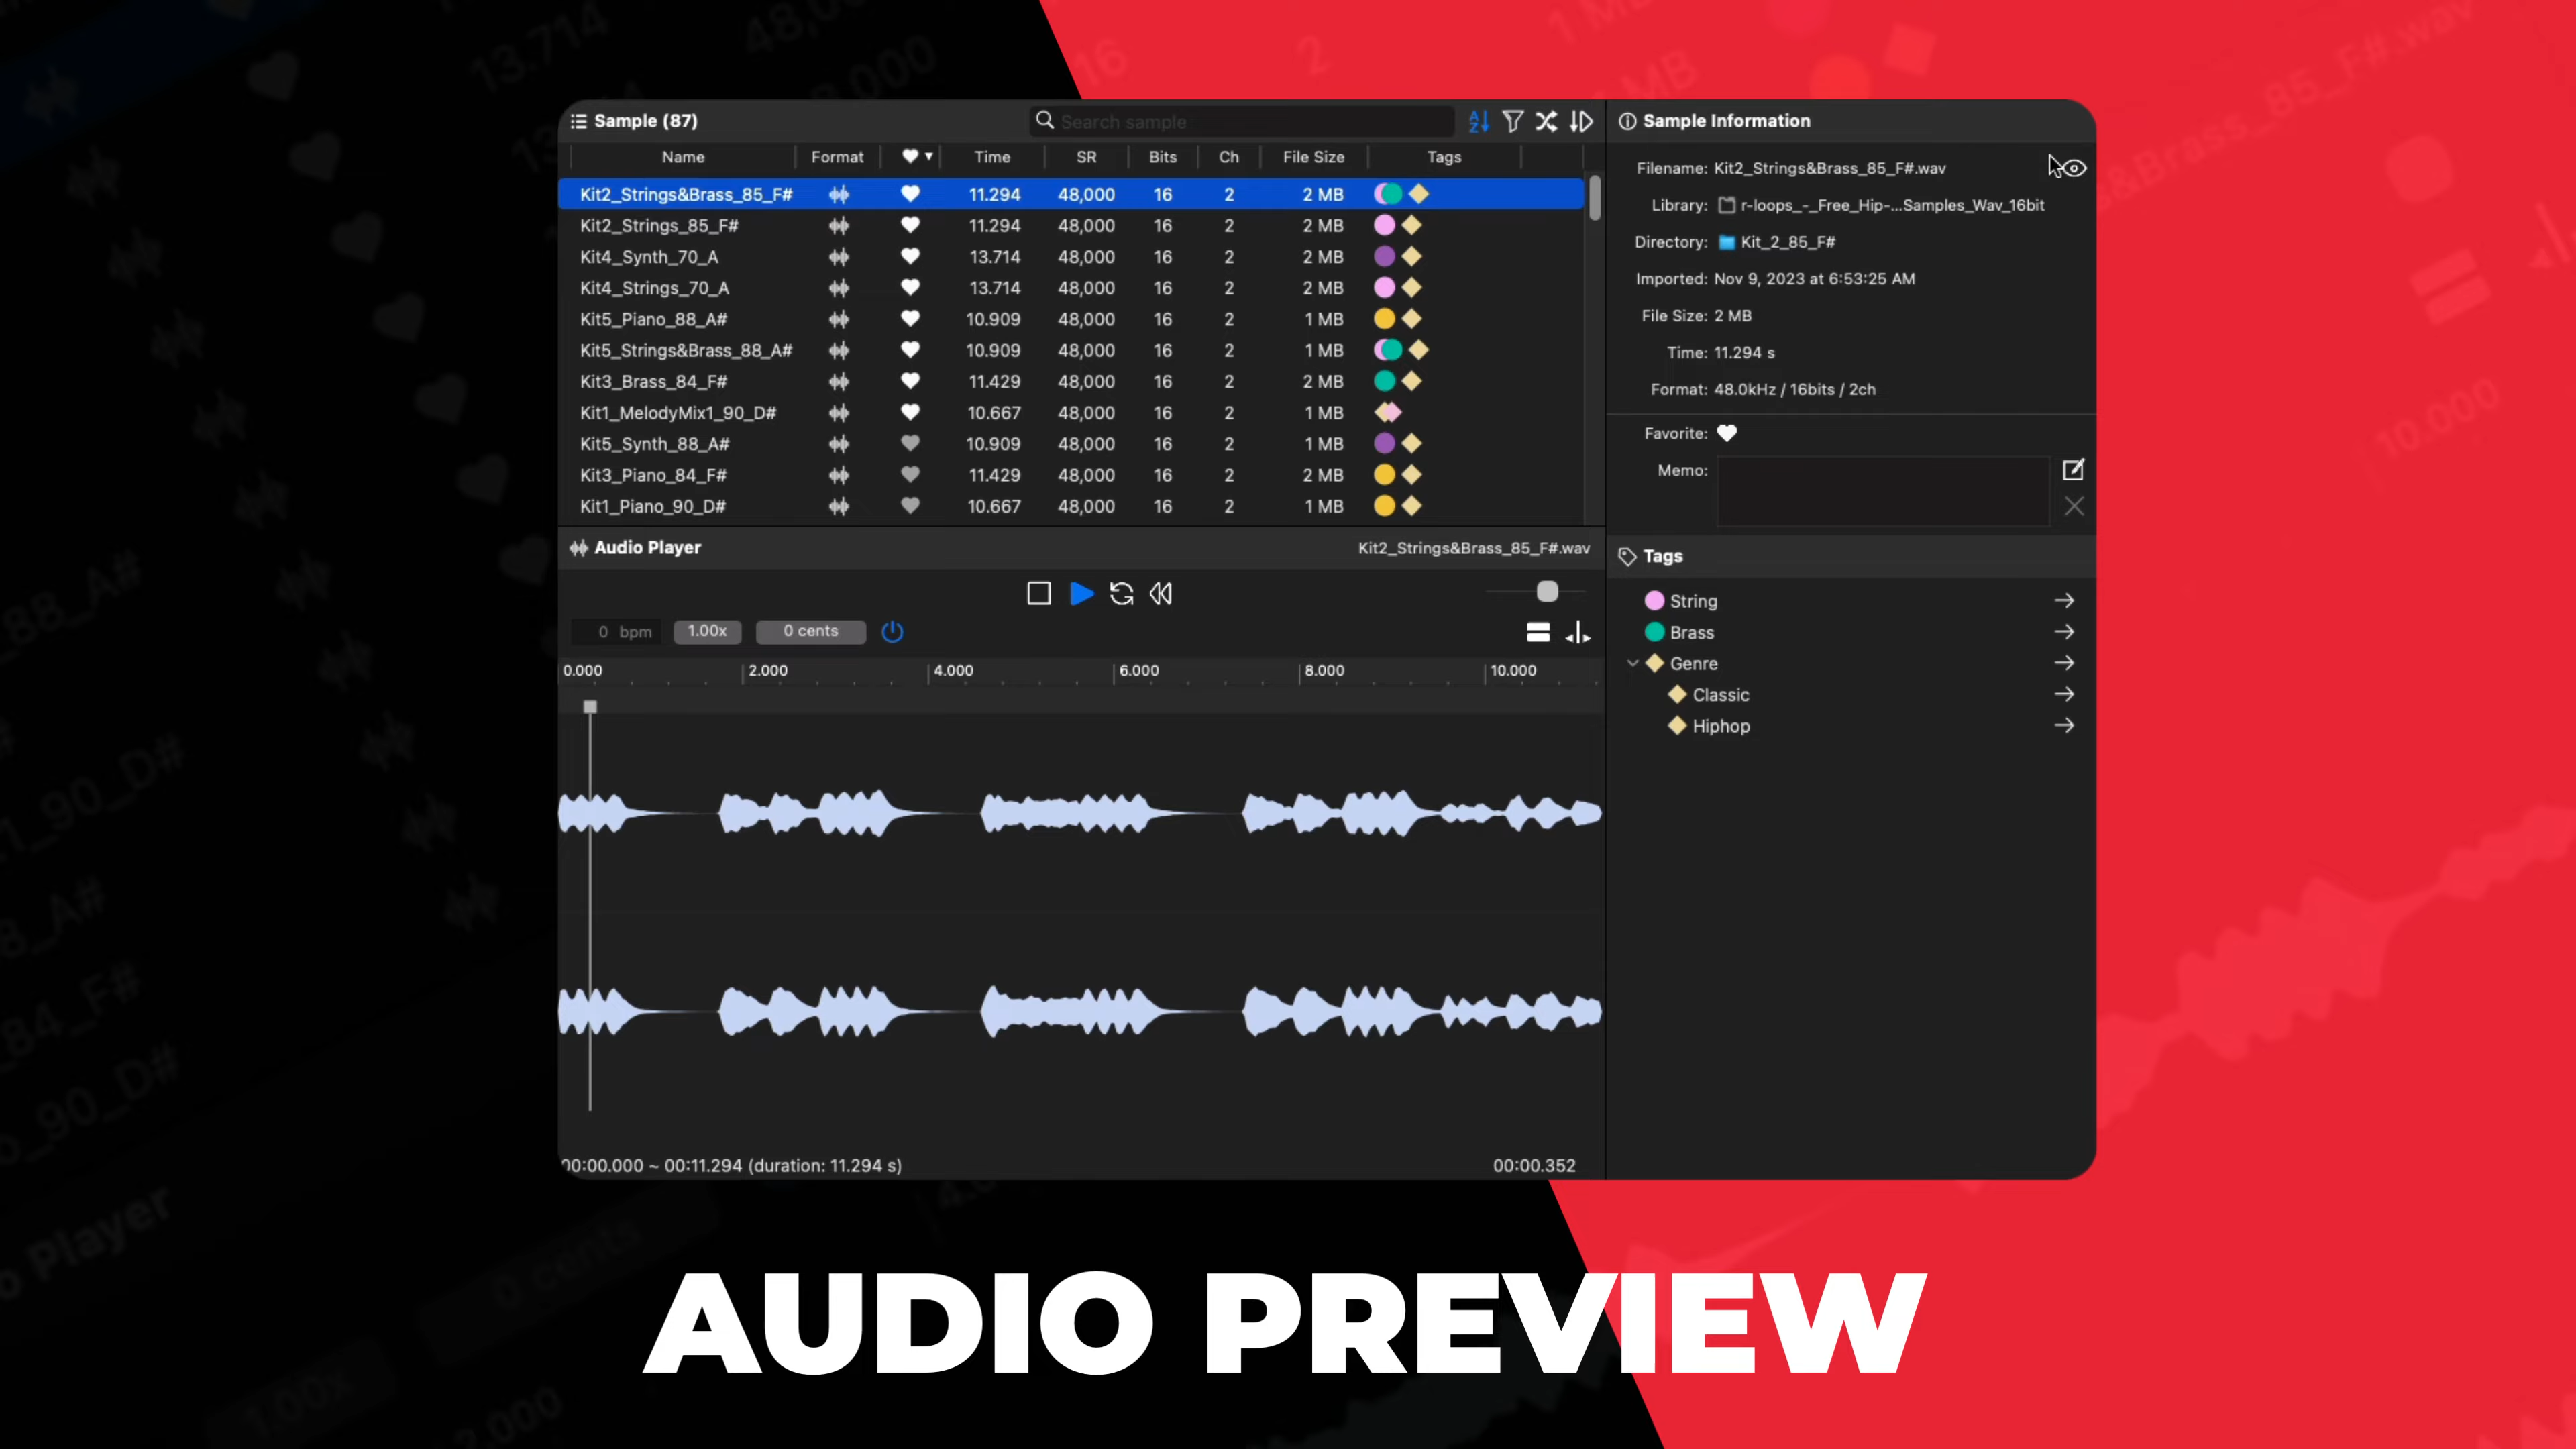 Sample (87)
Search sample
Name Format Time SR Bits Ch File Size Tags
Kit2_Strings&Brass_85_F# 11.294 48,000 16 2 2 MB
Kit2_Strings_85_F# 11.294 48,000 16 2 2 MB
Kit4_Synth_70_A 13.714 48,000 16 2 2 MB
Kit4_Strings_70_A 13.714 48,000 16 2 2 MB
Kit5_Piano_88_A# 10.909 48,000 16 2 1 MB
Kit5_Strings&Brass_88_A# 10.909 48,000 16 2 1 MB
Kit3_Brass_84_F# 11.429 48,000 16 2 2 MB
Kit1_MelodyMix1_90_D# 10.667 48,000 16 2 1 MB
Kit5_Synth_88_A# 10.909 48,000 16 2 1 MB
Kit3_Piano_84_F# 11.429 48,000 16 2 2 MB
Kit1_Piano_90_D# 10.667 48,000 16 2 1 MB
Sample Information
Filename: Kit2_Strings&Brass_85_F#.wav
Library: r-loops_-_Free_Hip-...Samples_Wav_16bit
Directory: Kit_2_85_F#
Imported: Nov 9, 2023 at 6:53:25 AM
File Size: 2 MB
Time: 11.294 s
Format: 48.0kHz / 16bits / 2ch
Favorite:
Memo:
Tags
String
Brass
Genre
Classic
Hiphop
Audio Player Kit2_Strings&Brass_85_F#.wav
0 bpm 1.00x 0 cents
0.000 2.000 4.000 6.000 8.000 10.000
00:00.000 ~ 00:11.294 (duration: 11.294 s) 00:00.352
AUDIO PREVIEW